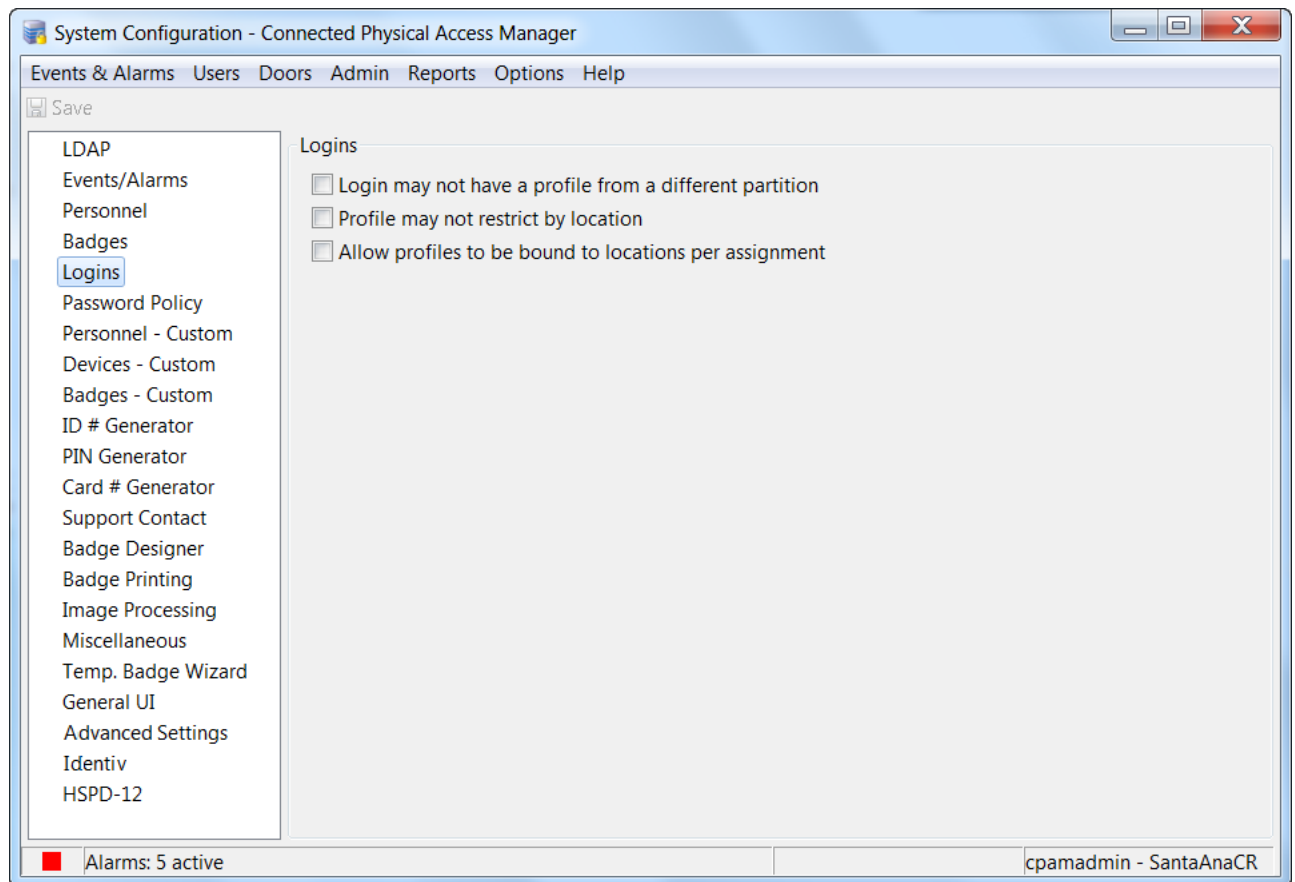 System Configuration - Connected Physical Access Manager
Events & Alarms Users Doors Admin Reports Options Help
Save
LDAP
Events/Alarms
Personnel
Badges
Logins
Password Policy
Personnel - Custom
Devices - Custom
Badges - Custom
ID # Generator
PIN Generator
Card # Generator
Support Contact
Badge Designer
Badge Printing
Image Processing
Miscellaneous
Temp. Badge Wizard
General UI
Advanced Settings
Identiv
HSPD-12
Logins
Login may not have a profile from a different partition
Profile may not restrict by location
Allow profiles to be bound to locations per assignment
Alarms: 5 active
cpamadmin - SantaAnaCR